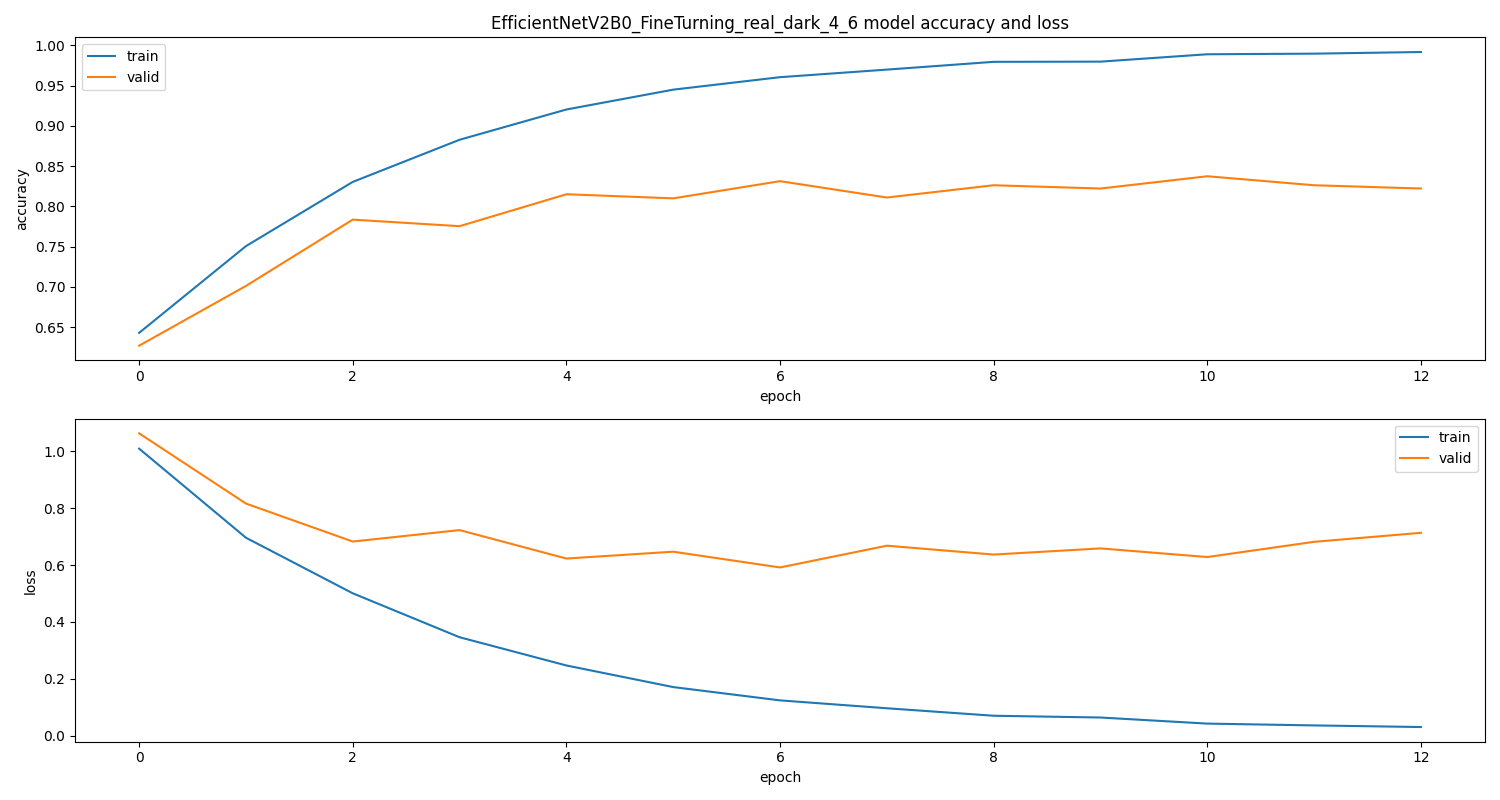 EfficientNetV2B0_FineTurning_real_dark_4_6 model accuracy and loss
train
valid
accuracy
1.00
0.95
0.90
0.85
0.80
0.75
0.70
0.65
0 2 4 6 8 10 12
epoch
train
valid
loss
1.0
0.8
0.6
0.4
0.2
0.0
0 2 4 6 8 10 12
epoch